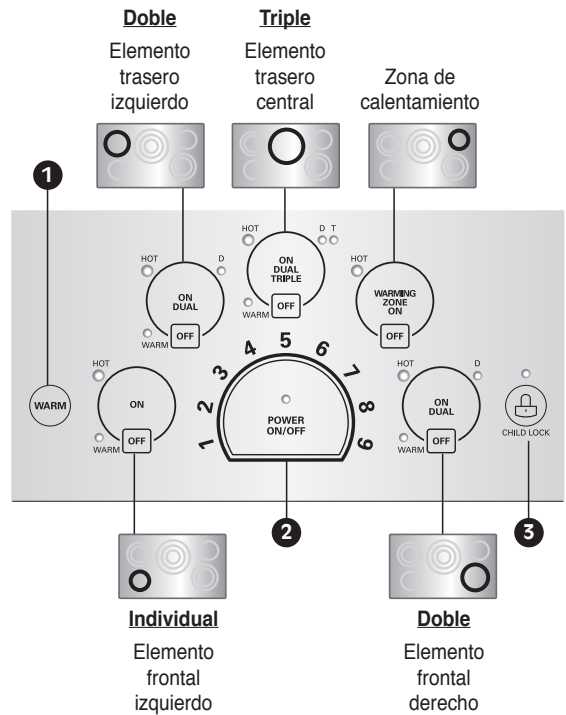 Doble
Elemento
trasero
izquierdo
Triple
Elemento
trasero
central
Zona de
calentamiento
1
HOT
D
ON
DUAL
OFF
WARM
HOT
D T
ON
DUAL
TRIPLE
OFF
WARM
HOT
WARMING
ZONE
ON
OFF
WARM
HOT
ON
OFF
WARM
1
2
3
4
5
6
7
8
9
POWER
ON/OFF
HOT
D
ON
DUAL
OFF
WARM
CHILD LOCK
2
3
Individual
Elemento
frontal
izquierdo
Doble
Elemento
frontal
derecho